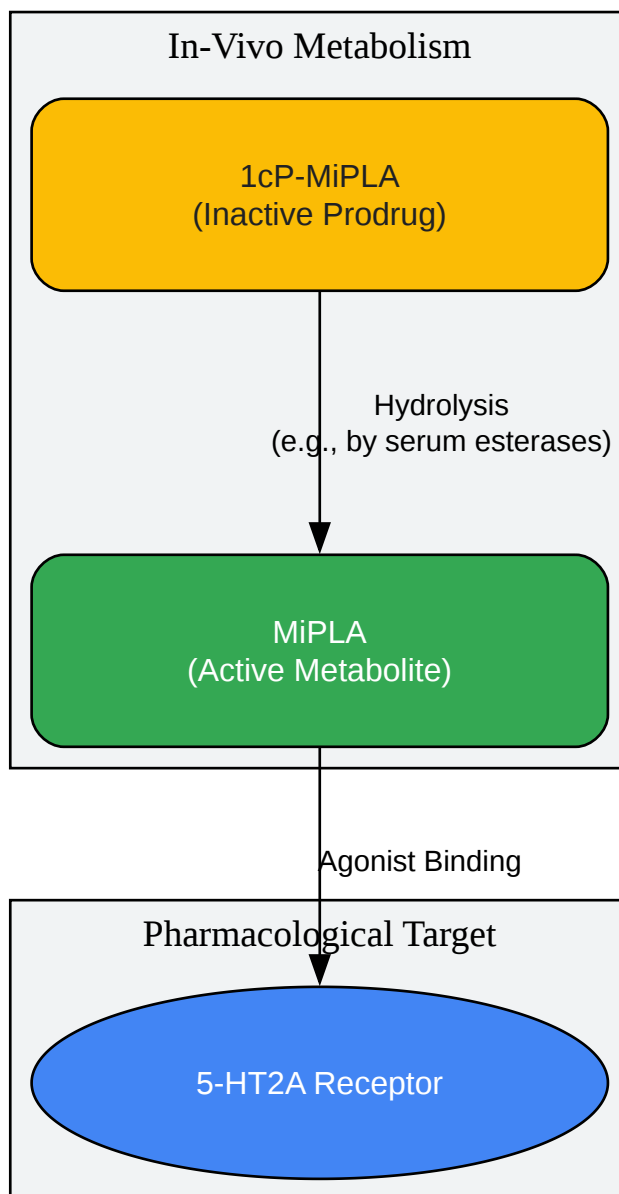 In-Vivo Metabolism
1cP-MiPLA
(Inactive Prodrug)
Hydrolysis
(e.g., by serum esterases)
MiPLA
(Active Metabolite)
Agonist Binding
Pharmacological Target
5-HT2A Receptor